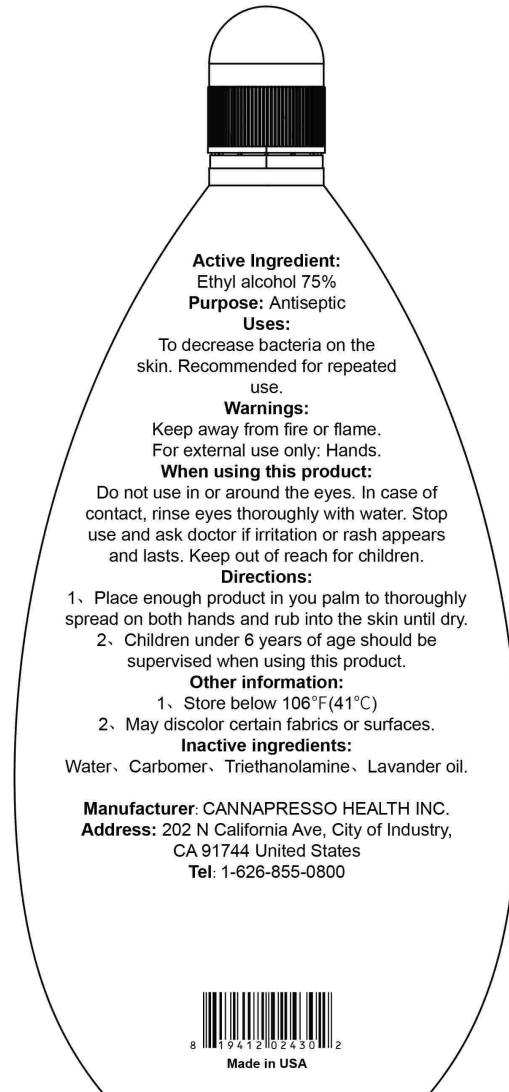 Active Ingredient:
Ethyl alcohol 75%
Purpose: Antiseptic
Uses:
To decrease bacteria on the
skin. Recommended for repeated
use.
Warnings:
Keep away from fire or flame.
For external use only: Hands.
When using this product:
Do not use in or around the eyes. In case of
contact, rinse eyes thoroughly with water. Stop
use and ask doctor if irritation or rash appears
and lasts. Keep out of reach for children.
Directions:
1、Place enough product in you palm to thoroughly
spread on both hands and rub into the skin until dry.
2、Children under 6 years of age should be
supervised when using this product.
Other information:
1、Store below 106°F(41℃)
2、May discolor certain fabrics or surfaces.
Inactive ingredients:
Water、Carbomer、Triethanolamine、Lavander oil.
Manufacturer: CANNAPRESSO HEALTH INC.
Address: 202 N California Ave, City of Industry,
CA 91744 United States
Tel: 1-626-855-0800
8 19412 02430 2
Made in USA